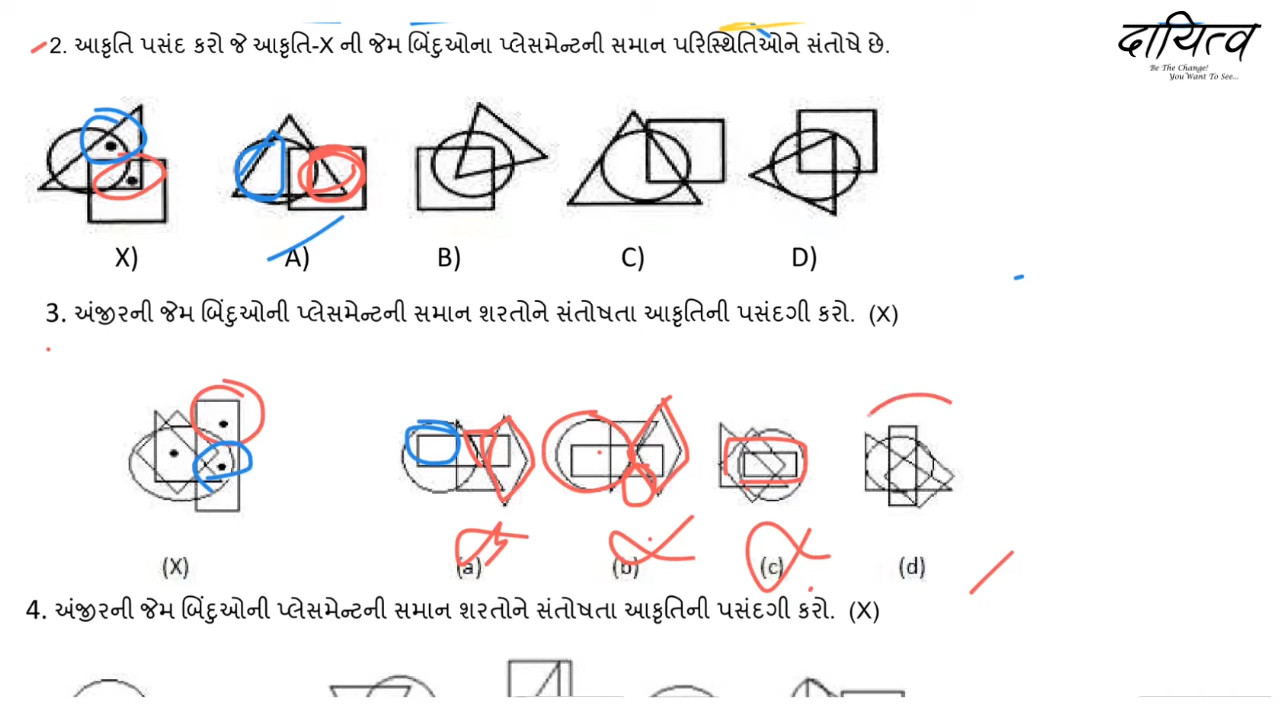 दायित्व
Be The Change!
You Want To See...
2. આકૃતિ પસંદ કરો જે આકૃતિ-X ની જેમ બિંદુઓના પ્લેસમેન્ટની સમાન પરિસ્થિતિઓને સંતોષે છે.
X) A) B) C) D)
3. અંજીરની જેમ બિંદુઓની પ્લેસમેન્ટની સમાન શરતોને સંતોષતા આકૃતિની પસંદગી કરો. (X)
(X) (a) (b) (c) (d)
4. અંજીરની જેમ બિંદુઓની પ્લેસમેન્ટની સમાન શરતોને સંતોષતા આકૃતિની પસંદગી કરો. (X)